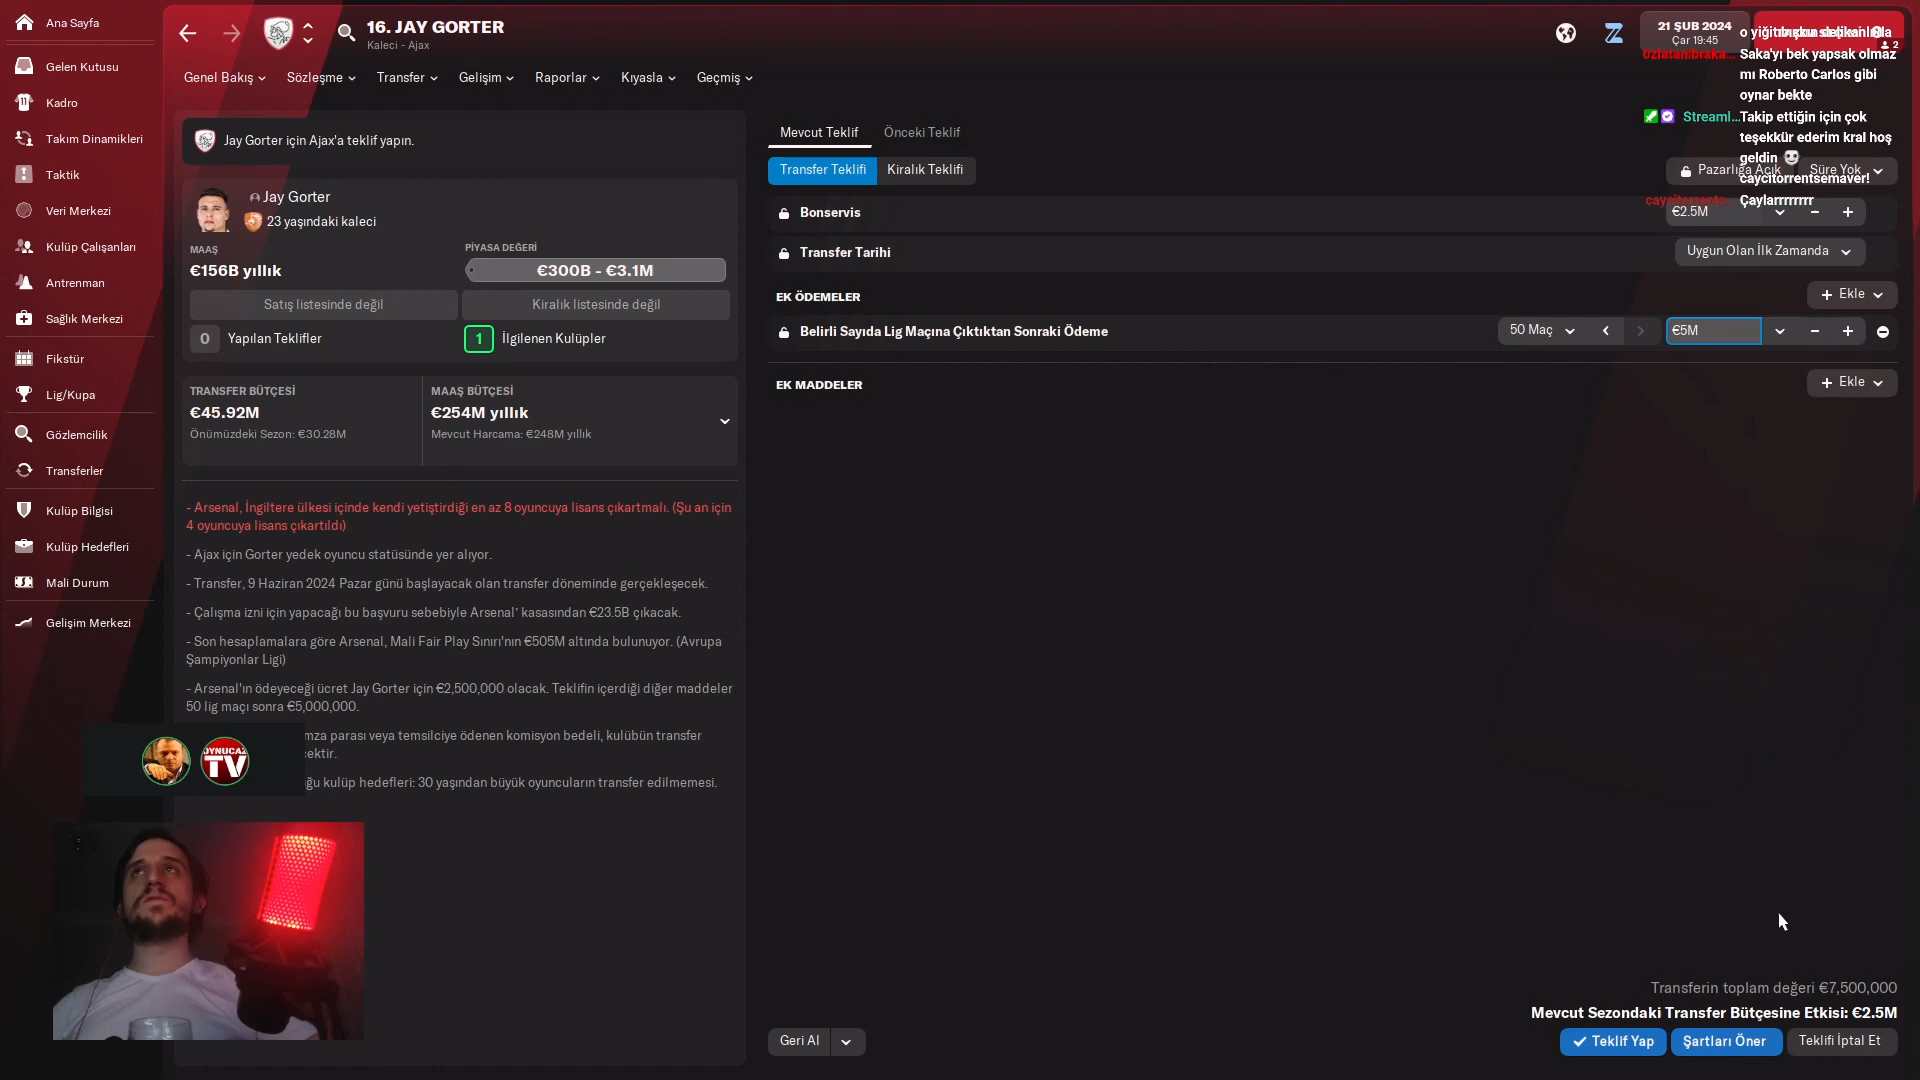 Ana Sayfa
Gelen Kutusu
Kadro
Takım Dinamikleri
Taktik
Veri Merkezi
Kulüp Çalışanları
Antrenman
Sağlık Merkezi
Fikstür
Lig/Kupa
Gözlemcilik
Transferler
Kulüp Bilgisi
Kulüp Hedefleri
Mali Durum
Gelişim Merkezi
16. JAY GORTER
Kaleci - Ajax
21 ŞUB 2024
Çar 19:45
2
Genel Bakış
Sözleşme
Transfer
Gelişim
Raporlar
Kıyasla
Geçmiş
Saka'yı bek yapsak olmaz
mı Roberto Carlos gibi
oynar bekte
Streaml...Takip ettiğin için çok
teşekkür ederim kral hoş
geldin
caycitorrentsemaver!
Çaylarrrrrrr
Jay Gorter için Ajax'a teklif yapın.
Jay Gorter
23 yaşındaki kaleci
MAAŞ
€156B yıllık
PİYASA DEĞERİ
€300B - €3.1M
Satış listesinde değil
Kiralık listesinde değil
0 Yapılan Teklifler
1 İlgilenen Kulüpler
TRANSFER BÜTÇESİ
€45.92M
Önümüzdeki Sezon: €30.28M
MAAŞ BÜTÇESİ
€254M yıllık
Mevcut Harcama: €248M yıllık
- Arsenal, İngiltere ülkesi içinde kendi yetiştirdiği en az 8 oyuncuya lisans çıkartmalı. (Şu an için
4 oyuncuya lisans çıkartıldı)
- Ajax için Gorter yedek oyuncu statüsünde yer alıyor.
- Transfer, 9 Haziran 2024 Pazar günü başlayacak olan transfer döneminde gerçekleşecek.
- Çalışma izni için yapacağı bu başvuru sebebiyle Arsenal' kasasından €23.5B çıkacak.
- Son hesaplamalara göre Arsenal, Mali Fair Play Sınırı'nın €505M altında bulunuyor. (Avrupa
Şampiyonlar Ligi)
- Arsenal'ın ödeyeceği ücret Jay Gorter için €2,500,000 olacak. Teklifin içerdiği diğer maddeler
50 lig maçı sonra €5,000,000.
mza parası veya temsilciye ödenen komisyon bedeli, kulübün transfer
ektir.
ğu kulüp hedefleri: 30 yaşından büyük oyuncuların transfer edilmemesi.
OYNUCAZ
TV
Mevcut Teklif
Önceki Teklif
Transfer Teklifi
Kiralık Teklifi
Pazarlığa Açık
Süre Yok
Bonservis
€2.5M
Transfer Tarihi
Uygun Olan İlk Zamanda
EK ÖDEMELER
+ Ekle
Belirli Sayıda Lig Maçına Çıktıktan Sonraki Ödeme
50 Maç
€5M
EK MADDELER
+ Ekle
Transferin toplam değeri €7,500,000
Mevcut Sezondaki Transfer Bütçesine Etkisi: €2.5M
Geri Al
Teklif Yap
Şartları Öner
Teklifi İptal Et